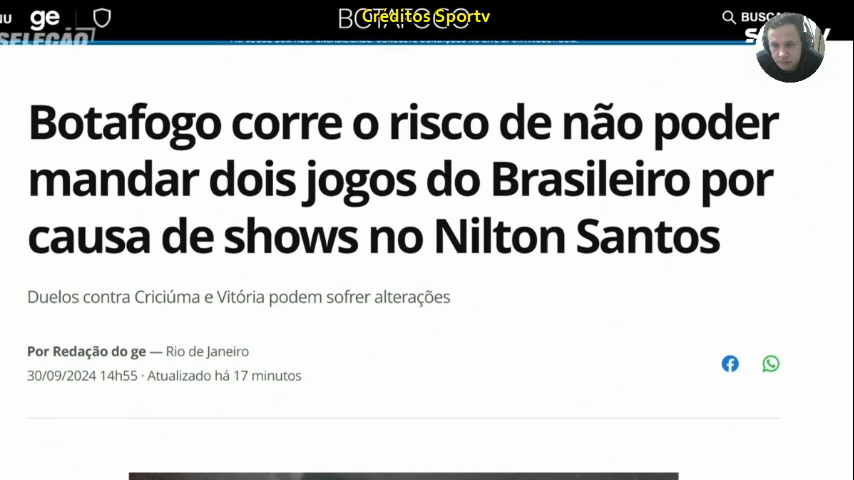 NU ge BOTAFOGO BUSCA
Créditos Sportv
SELEÇÃO
Botafogo corre o risco de não poder
mandar dois jogos do Brasileiro por
causa de shows no Nilton Santos
Duelos contra Criciúma e Vitória podem sofrer alterações
Por Redação do ge — Rio de Janeiro
30/09/2024 14h55 · Atualizado há 17 minutos